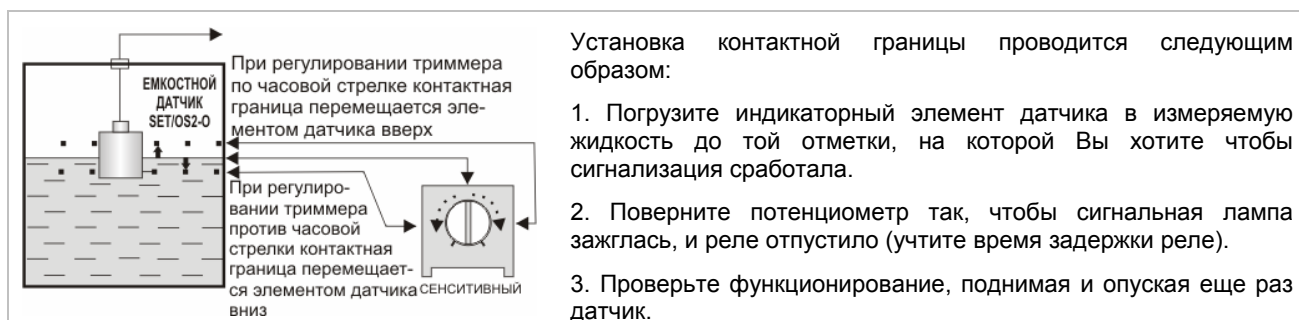 При регулировании триммера
по часовой стрелке контактная
граница перемещается эле-
ментом датчика вверх
ЕМКОСТНОЙ
ДАТЧИК
SET/OS2-O
При регулиро-
вании триммера
против часовой
стрелки контактная
граница перемещает-
ся элементом датчика
вниз
СЕНСИТИВНЫЙ
Установка контактной границы проводится следующим
образом:
1. Погрузите индикаторный элемент датчика в измеряемую
жидкость до той отметки, на которой Вы хотите чтобы
сигнализация сработала.
2. Поверните потенциометр так, чтобы сигнальная лампа
зажглась, и реле отпустило (учтите время задержки реле).
3. Проверьте функционирование, поднимая и опуская еще раз
датчик.